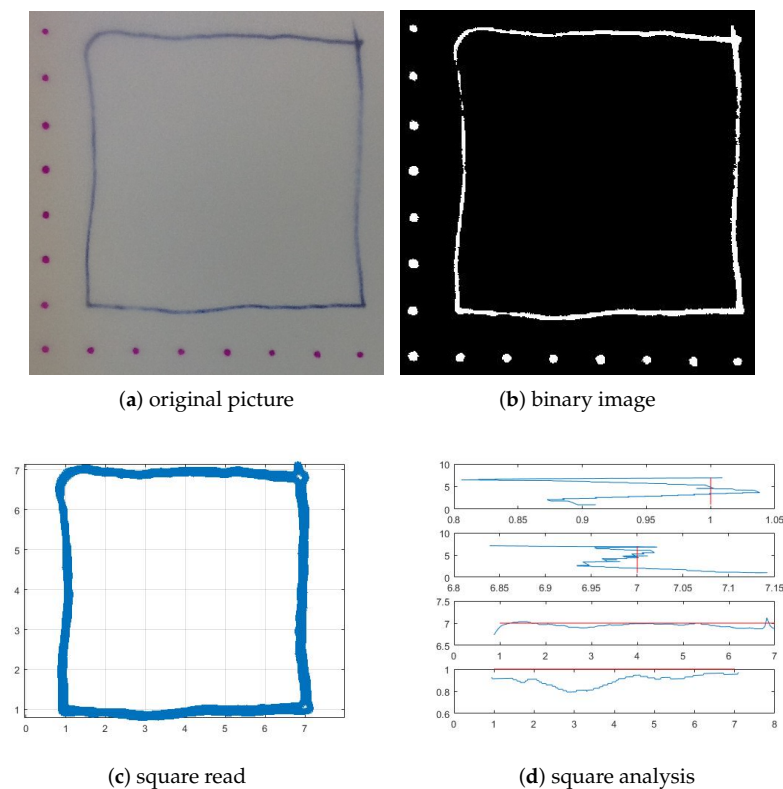 (a) original picture
(b) binary image
7
6
5
4
3
2
1
0 1 2 3 4 5 6 7
(c) square read
10
5
0
0.8 0.85 0.9 0.95 1 1.05
10
5
0
6.8 6.85 6.9 6.95 7 7.05 7.1 7.15
7.5
7
6.5
0 1 2 3 4 5 6 7
1
0.8
0.6
0 1 2 3 4 5 6 7 8
(d) square analysis